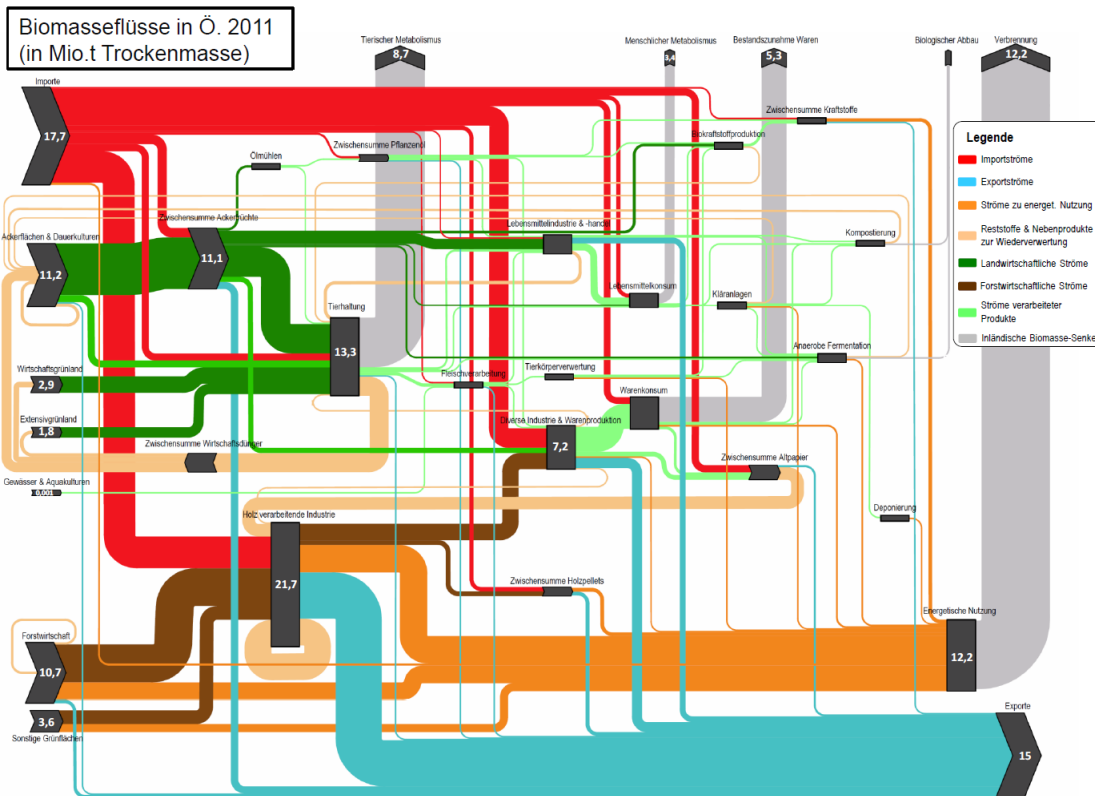 Biomasseflüsse in Ö. 2011
(in Mio.t Trockenmasse)
Tierischer Metabolismus
8,7
Menschlicher Metabolismus
3,4
Bestandszunahme Waren
5,3
Biologischer Abbau
Verbrennung
12,2
Importe
17,7
Zwischensumme Kraftstoffe
Biokraftstoffproduktion
Zwischensumme Pflanzenöl
Ölmühlen
Legende
Importströme
Exportströme
Ströme zu energet. Nutzung
Reststoffe & Nebenprodukte
zur Wiederverwertung
Landwirtschaftliche Ströme
Forstwirtschaftliche Ströme
Ströme verarbeiteter
Produkte
Inländische Biomasse-Senke
Ackerflächen & Dauerkulturen
11,2
Zwischensumme Ackerfrüchte
11,1
Lebensmittelindustrie & -handel
Kompostierung
Lebensmittelkonsum
Kläranlagen
Tierhaltung
13,3
Anaerobe Fermentation
Wirtschaftsgrünland
2,9
Fleischverarbeitung
Tierkörperverwertung
Warenkonsum
Extensivgrünland
1,8
Diverse Industrie & Warenproduktion
7,2
Zwischensumme Wirtschaftsdünger
Zwischensumme Altpapier
Gewässer & Aquakulturen
0,001
Holz verarbeitende Industrie
21,7
Deponierung
Zwischensumme Holzpellets
Energetische Nutzung
12,2
Forstwirtschaft
10,7
3,6
Sonstige Grünflächen
Exporte
15